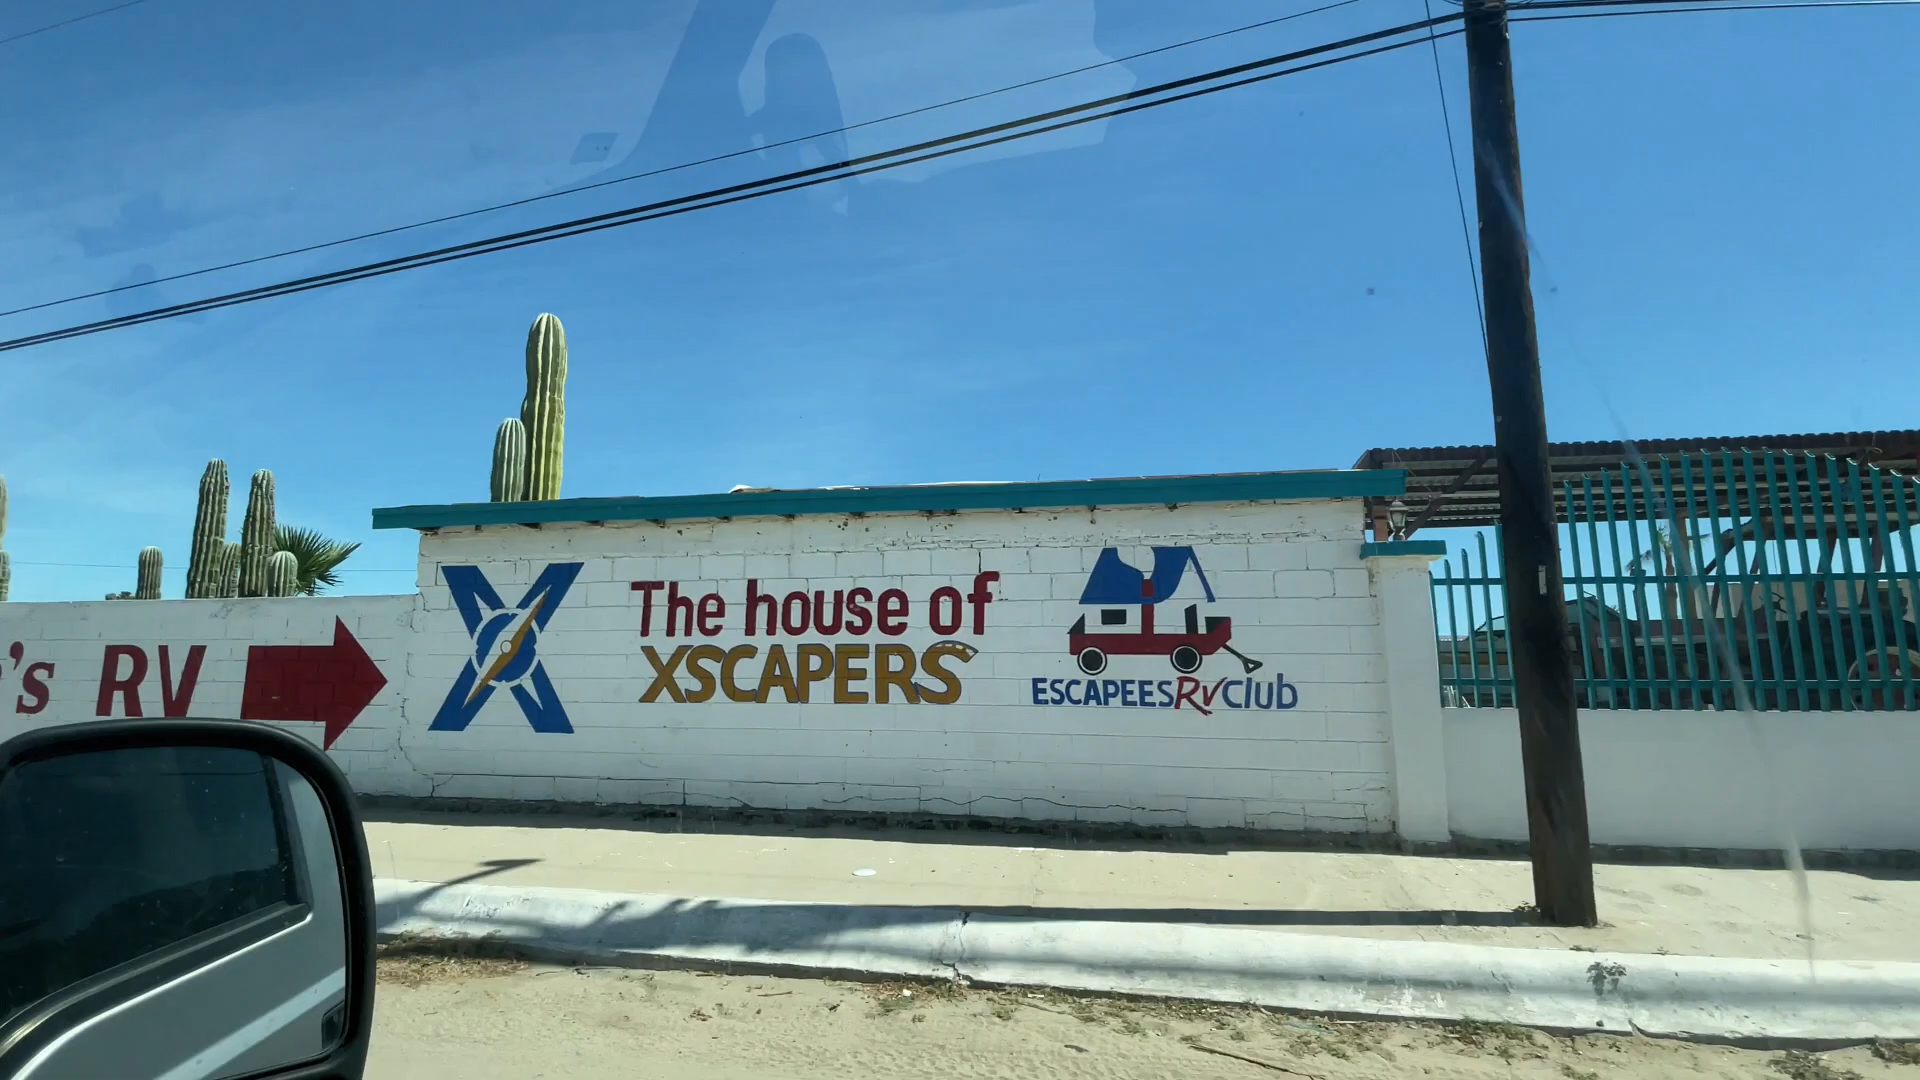 's RV
The house of
XSCAPERS
ESCAPEES RV Club